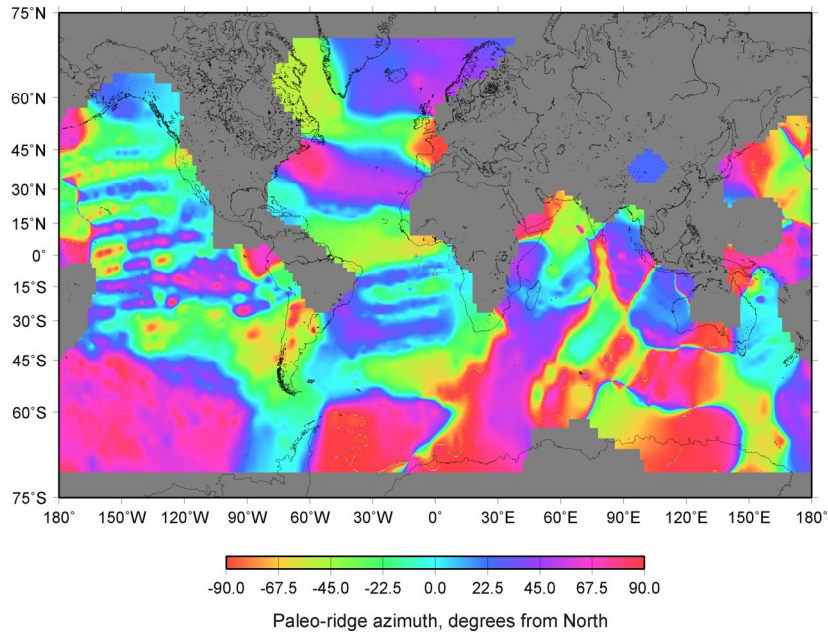 75˚N
60˚N
45˚N
30˚N
15˚N
0˚
15˚S
30˚S
45˚S
60˚S
75˚S
180˚ 150˚W 120˚W 90˚W 60˚W 30˚W 0˚ 30˚E 60˚E 90˚E 120˚E 150˚E 180˚
-90.0 -67.5 -45.0 -22.5 0.0 22.5 45.0 67.5 90.0
Paleo-ridge azimuth, degrees from North